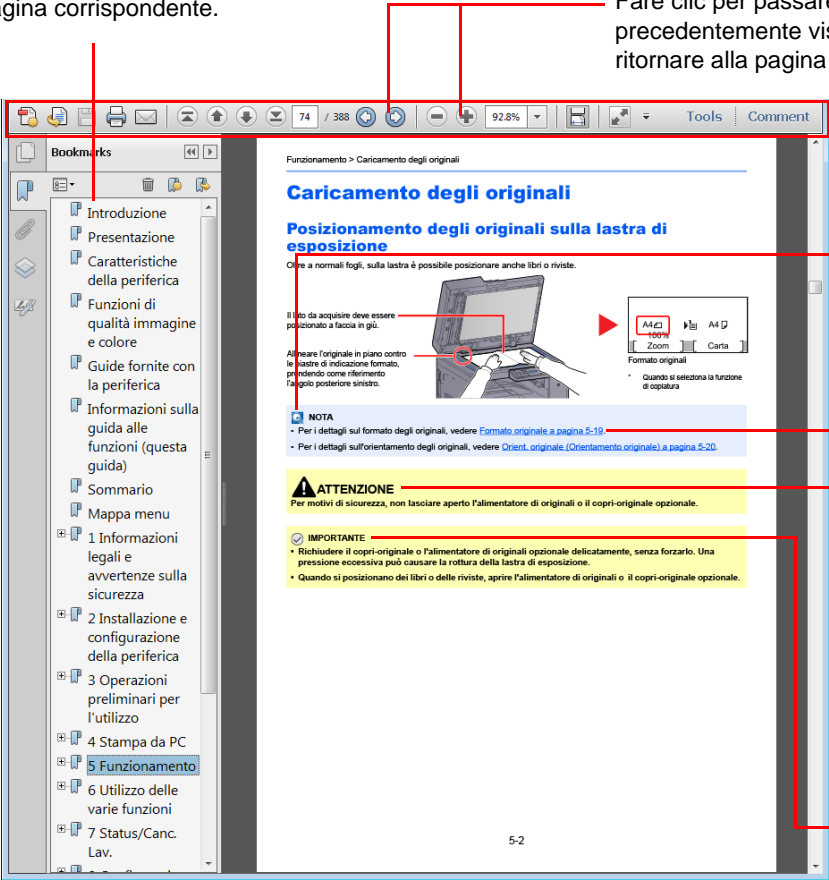 pagina corrispondente.
Fare clic per passare
precedentemente vis
ritornare alla pagina
74 / 388 92.8% Tools Comment
Bookmarks
Introduzione
Presentazione
Caratteristiche
della periferica
Funzioni di
qualità immagine
e colore
Guide fornite con
la periferica
Informazioni sulla
guida alle
funzioni (questa
guida)
Sommario
Mappa menu
1 Informazioni
legali e
avvertenze sulla
sicurezza
2 Installazione e
configurazione
della periferica
3 Operazioni
preliminari per
l'utilizzo
4 Stampa da PC
5 Funzionamento
6 Utilizzo delle
varie funzioni
7 Status/Canc.
Lav.
Funzionamento > Caricamento degli originali
Caricamento degli originali
Posizionamento degli originali sulla lastra di
esposizione
Oltre a normali fogli, sulla lastra è possibile posizionare anche libri o riviste.
Il lato da acquisire deve essere
posizionato a faccia in giù.
Allineare l'originale in piano contro
le piastre di indicazione formato,
prendendo come riferimento
l'angolo posteriore sinistro.
A4 A4
100%
Zoom Carta
Formato originali
* Quando si seleziona la funzione
di copiatura
NOTA
• Per i dettagli sul formato degli originali, vedere Formato originale a pagina 5-19.
• Per i dettagli sull'orientamento degli originali, vedere Orient. originale (Orientamento originale) a pagina 5-20.
ATTENZIONE
Per motivi di sicurezza, non lasciare aperto l'alimentatore di originali o il copri-originale opzionale.
IMPORTANTE
• Richiudere il copri-originale o l'alimentatore di originali opzionale delicatamente, senza forzarlo. Una
pressione eccessiva può causare la rottura della lastra di esposizione.
• Quando si posizionano dei libri o delle riviste, aprire l'alimentatore di originali o il copri-originale opzionale.
5-2